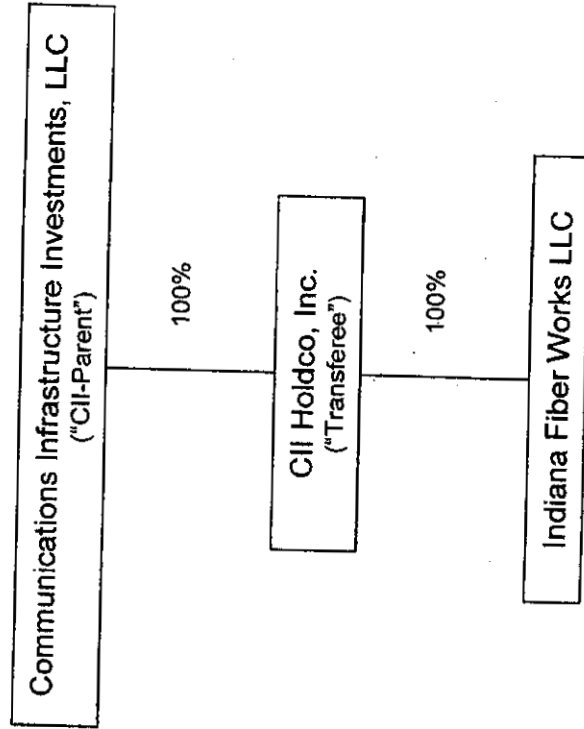 Communications Infrastructure Investments, LLC
("CII-Parent")
100%
CII Holdco, Inc.
("Transferee")
100%
Indiana Fiber Works LLC